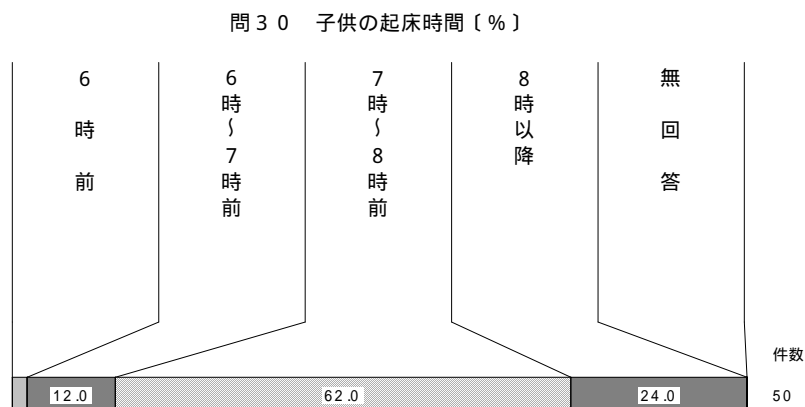 問３０　子供の起床時間〔％〕
６時前
６時～７時前
７時～８時前
８時以降
無回答
件数
12.0
62.0
24.0
50